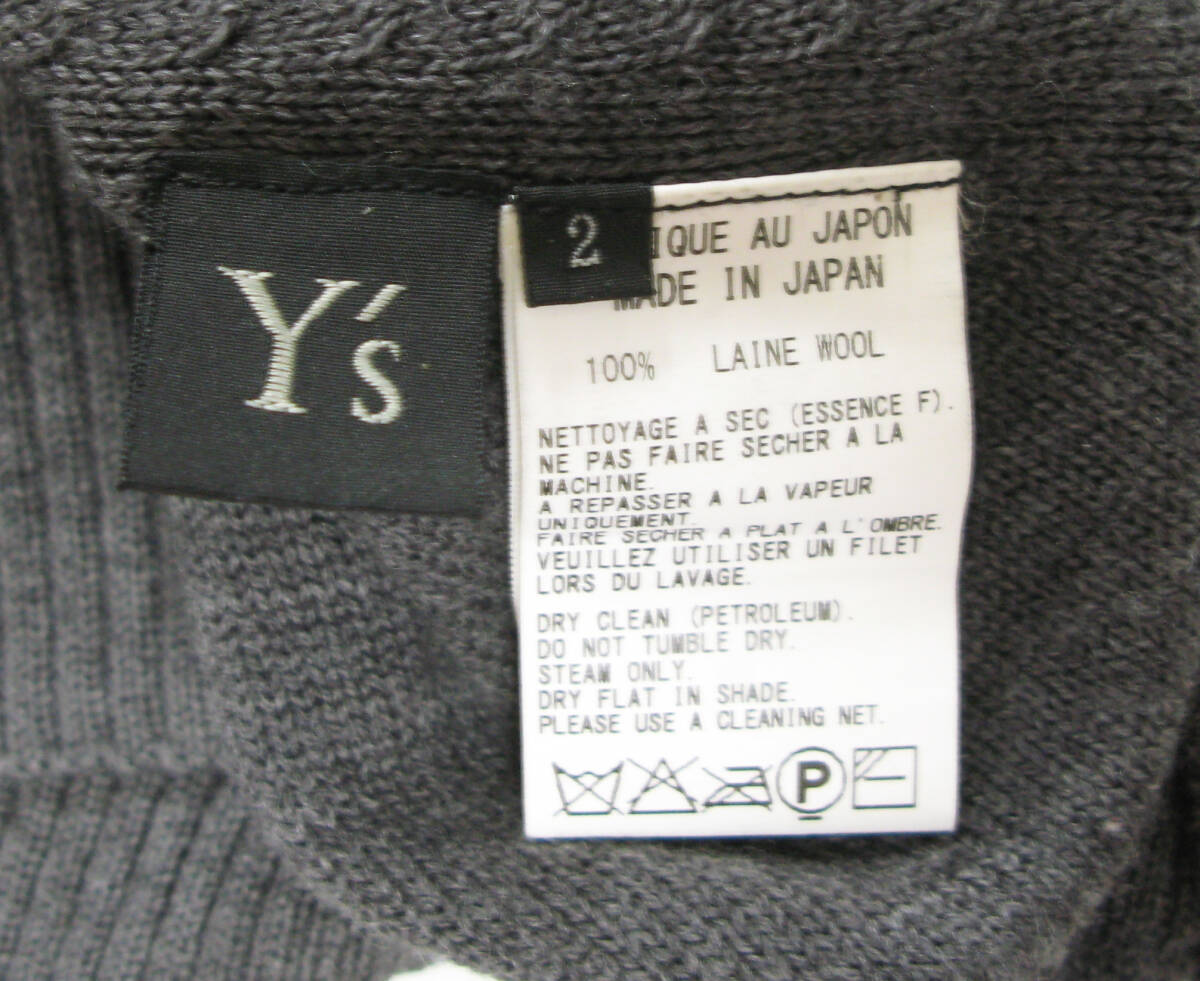 Y's
2
IQUE AU JAPON
MADE IN JAPAN
100% LAINE WOOL
NETTOYAGE A SEC (ESSENCE F).
NE PAS FAIRE SECHER A LA
MACHINE.
A REPASSER A LA VAPEUR
UNIQUEMENT.
FAIRE SECHER A PLAT A L'OMBRE.
VEUILLEZ UTILISER UN FILET
LORS DU LAVAGE.
DRY CLEAN (PETROLEUM).
DO NOT TUMBLE DRY.
STEAM ONLY.
DRY FLAT IN SHADE.
PLEASE USE A CLEANING NET.
P